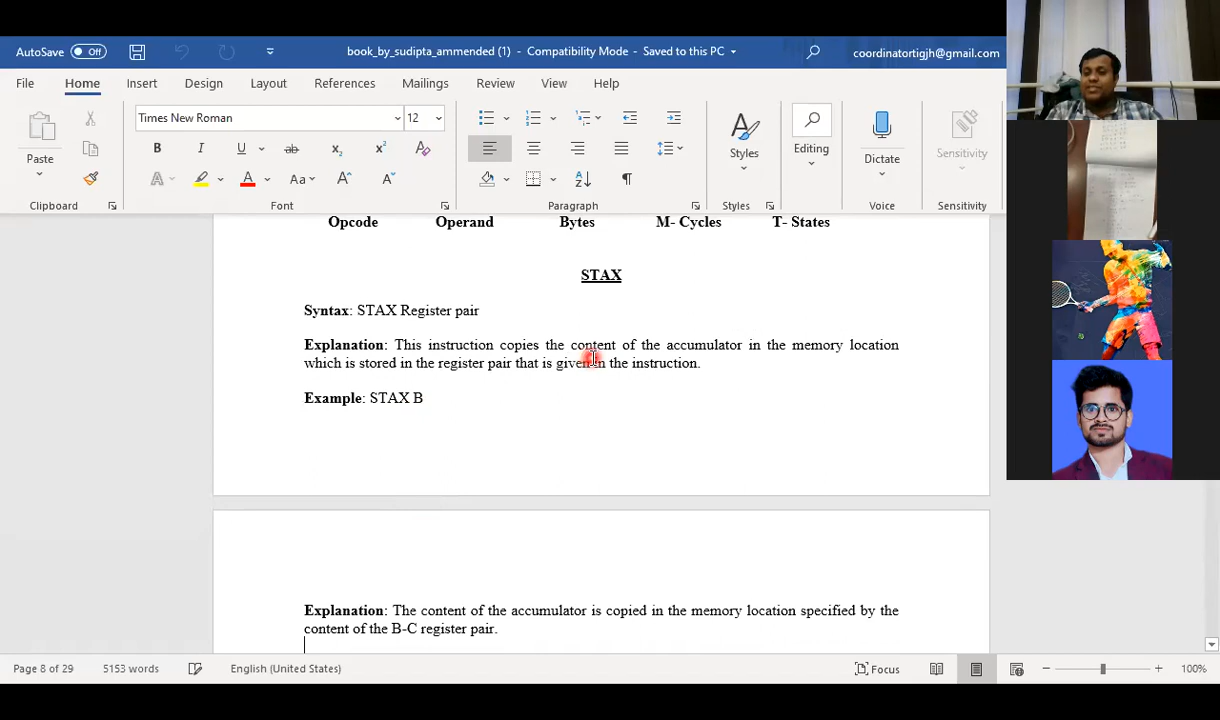 AutoSave Off book_by_sudipta_ammended (1) - Compatibility Mode - Saved to this PC coordinatortigjh@gmail.com
File Home Insert Design Layout References Mailings Review View Help
Times New Roman 12
Paste Styles Editing Dictate Sensitivity
Clipboard Font Paragraph Styles Voice Sensitivity
Opcode Operand Bytes M- Cycles T- States
STAX
Syntax: STAX Register pair
Explanation: This instruction copies the content of the accumulator in the memory location
which is stored in the register pair that is given in the instruction.
Example: STAX B
Explanation: The content of the accumulator is copied in the memory location specified by the
content of the B-C register pair.
Page 8 of 29 5153 words English (United States) Focus 100%